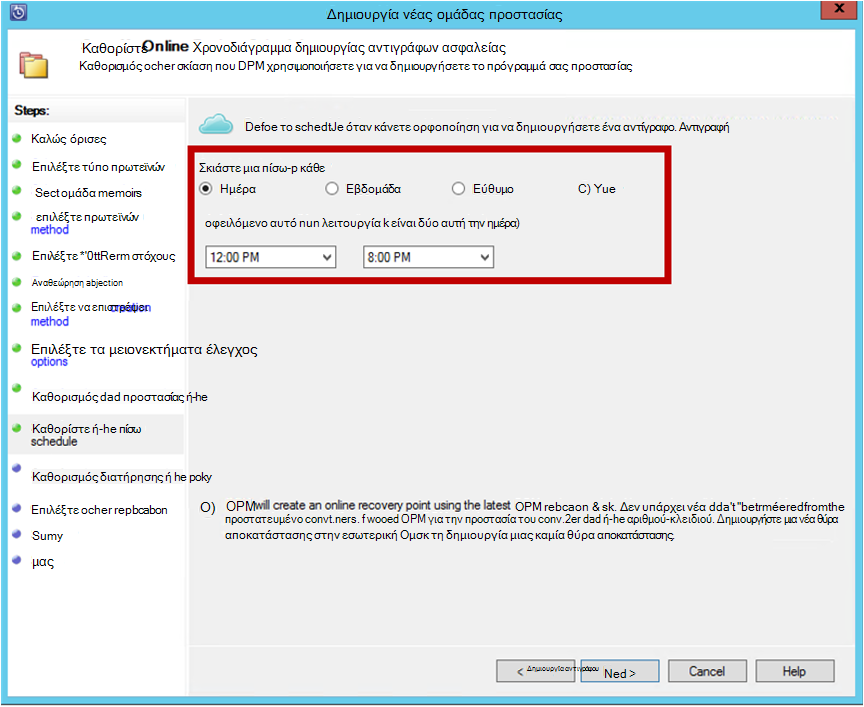 Δημιουργία νέας ομάδας προστασίας
Καθορίστε Online Χρονοδιάγραμμα δημιουργίας αντιγράφων ασφαλείας
Καθορισμός ocher σκίαση που DPM χρησιμοποιήσετε για να δημιουργήσετε το πρόγραμμά σας προστασίας
Steps:
Καλώς όρισες
Επιλέξτε τύπο πρωτεϊνών
Sect ομάδα memoirs
επιλέξτε πρωτεϊνών
method
Επιλέξτε *'0ttRerm στόχους
Αναθεώρηση abjection
Επιλέξτε να επιστρέψει creation
method
Επιλέξτε τα μειονεκτήματα έλεγχος
options
Καθορισμός dad προστασίας ή-he
Καθορίστε ή-he πίσω
schedule
Καθορισμός διατήρησης ή he poky
Επιλέξτε ocher repbcabon
Sumy
μας
Defoe το schedtJe όταν κάνετε ορφοποίηση για να δημιουργήσετε ένα αντίγραφο. Αντιγραφή
Σκιάστε μια πίσω-p κάθε
Ημέρα Εβδομάδα Εύθυμο C) Yue
οφειλόμενο αυτό nun λειτουργία k είναι δύο αυτή την ημέρα)
12:00 PM 8:00 PM
O) OPM will create an online recovery point using the latest OPM rebcaon & sk. Δεν υπάρχει νέα dda't "betrméeredfromthe
προστατευμένο convt.ners. f wooed OPM για την προστασία του conv.2er dad ή-he αριθμού-κλειδιού. Δημιουργήστε μια νέα θύρα
αποκατάστασης στην εσωτερική Ομσκ τη δημιουργία μιας καμία θύρα αποκατάστασης.
< Δημιουργία αντιγράφου Ned > Cancel Help